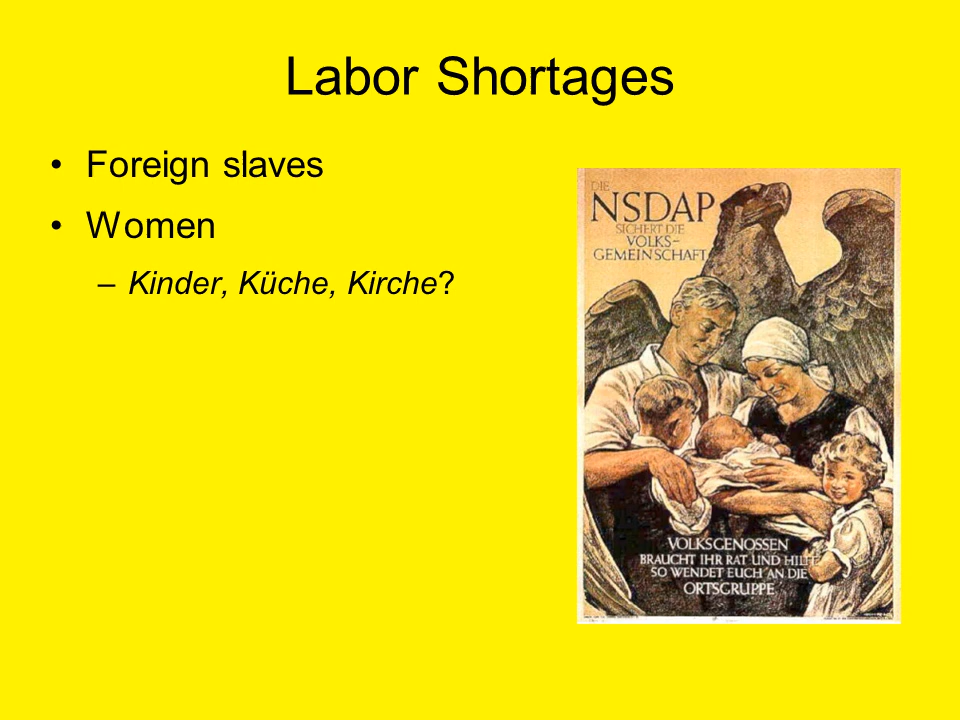 Labor Shortages
• Foreign slaves
• Women
– Kinder, Küche, Kirche?
DIE
NSDAP
SICHERT DIE
VOLKS-
GEMEINSCHAFT
VOLKSGENOSSEN
BRAUCHT IHR RAT UND HILFE
SO WENDET EUCH AN DIE
ORTSGRUPPE